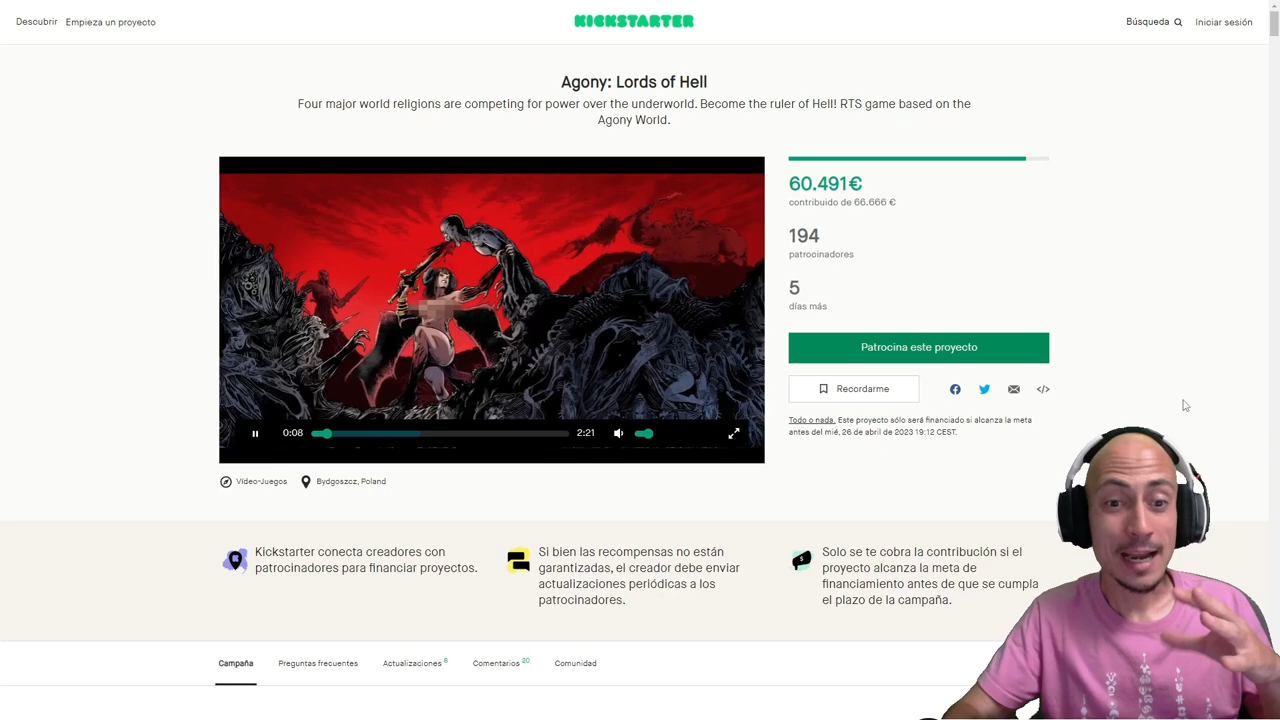 Descubrir Empieza un proyecto
KICKSTARTER
Búsqueda
Iniciar sesión
Agony: Lords of Hell
Four major world religions are competing for power over the underworld. Become the ruler of Hell! RTS game based on the
Agony World.
60.491€
contribuido de 66.666 €
194
patrocinadores
5
días más
Patrocina este proyecto
Recordarme
Todo o nada. Este proyecto sólo será financiado si alcanza la meta
antes del mié, 26 de abril de 2023 19:12 CEST.
0:08
2:21
Vídeo-Juegos
Bydgoszcz, Poland
Kickstarter conecta creadores con
patrocinadores para financiar proyectos.
Si bien las recompensas no están
garantizadas, el creador debe enviar
actualizaciones periódicas a los
patrocinadores.
Solo se te cobra la contribución si el
proyecto alcanza la meta de
financiamiento antes de que se cumpla
el plazo de la campaña.
Campaña
Preguntas frecuentes
Actualizaciones 6
Comentarios 20
Comunidad